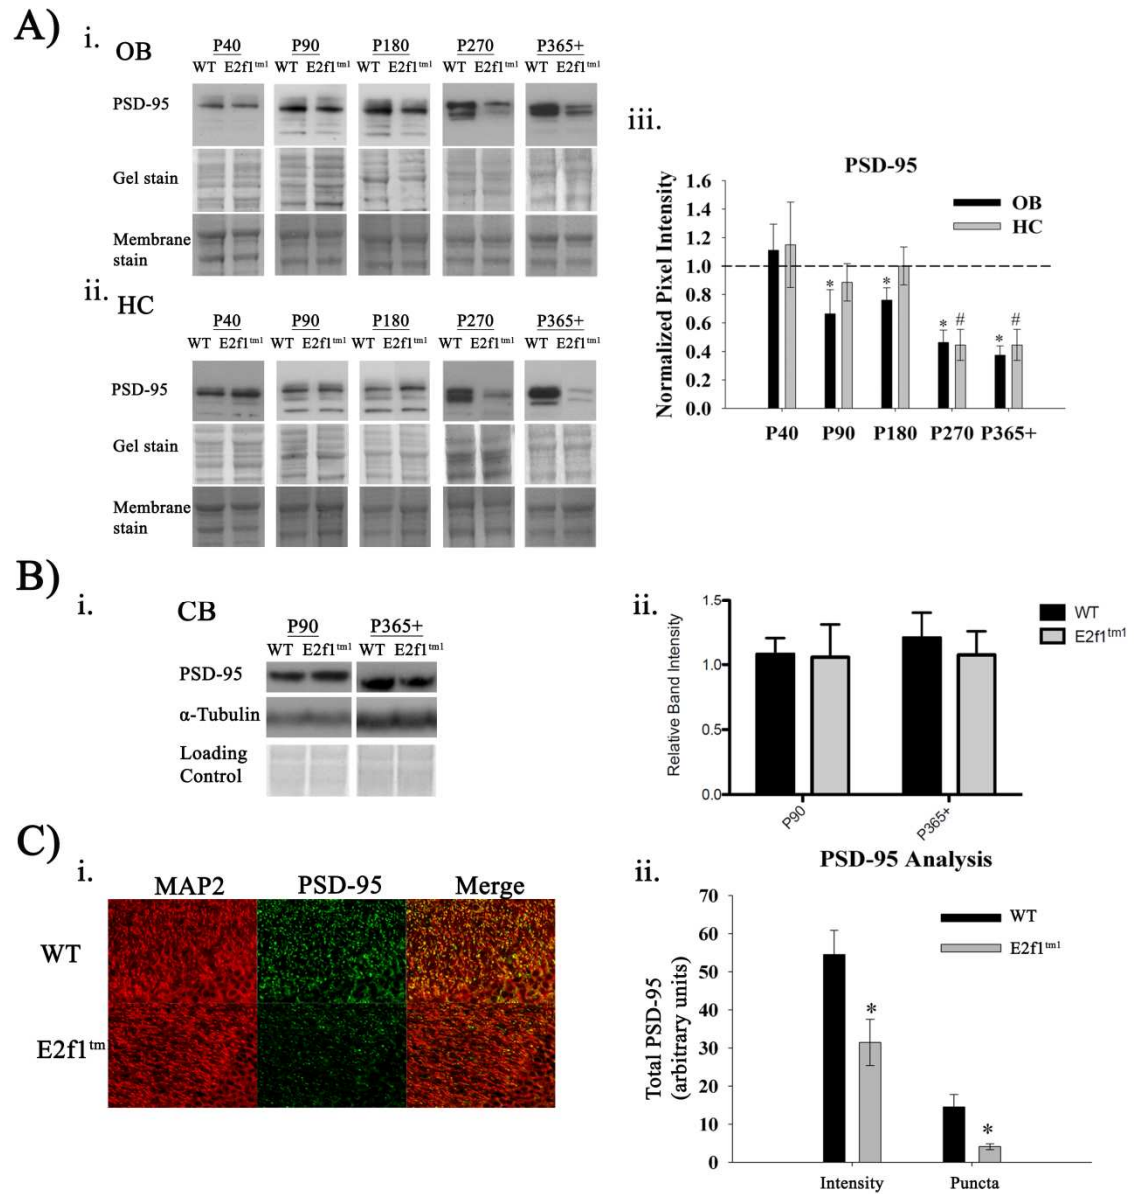 A)
i. OB
P40 P90 P180 P270 P365+
WT E2f1tm1 WT E2f1tm1 WT E2f1tm1 WT E2f1tm1 WT E2f1tm1
PSD-95
Gel stain
Membrane
stain
ii. HC
P40 P90 P180 P270 P365+
WT E2f1tm1 WT E2f1tm1 WT E2f1tm1 WT E2f1tm1 WT E2f1tm1
PSD-95
Gel stain
Membrane
stain
iii.
PSD-95
Normalized Pixel Intensity
1.6
1.4
1.2
1.0
0.8
0.6
0.4
0.2
0.0
OB
HC
* * * # * #
P40 P90 P180 P270 P365+
B)
i. CB
P90 P365+
WT E2f1tm1 WT E2f1tm1
PSD-95
α-Tubulin
Loading
Control
ii.
Relative Band Intensity
1.5
1.0
0.5
0.0
WT
E2f1tm1
P90 P365+
C)
i.
MAP2 PSD-95 Merge
WT
E2f1tm
ii.
PSD-95 Analysis
Total PSD-95
(arbitrary units)
70
60
50
40
30
20
10
0
WT
E2f1tm1
* *
Intensity Puncta